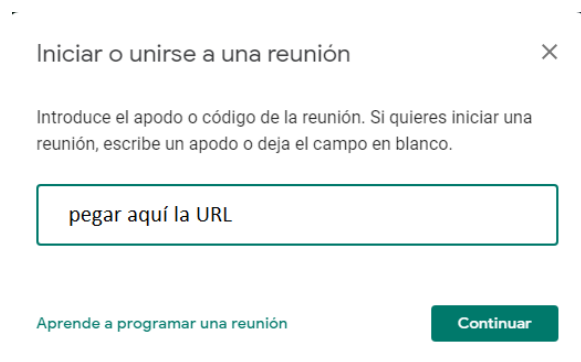 Iniciar o unirse a una reunión
Introduce el apodo o código de la reunión. Si quieres iniciar una
reunión, escribe un apodo o deja el campo en blanco.
pegar aquí la URL
Aprende a programar una reunión
Continuar